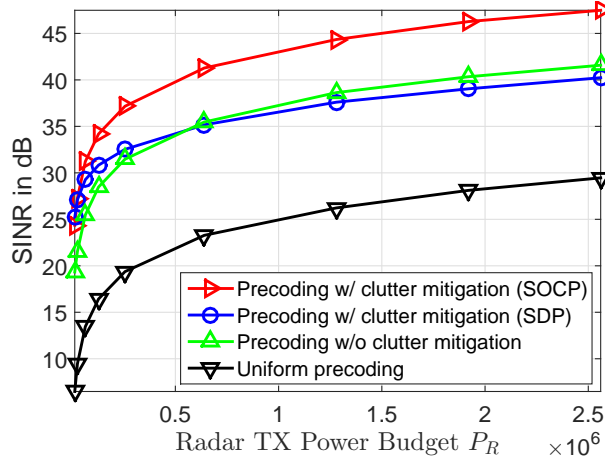 45
40
35
30
25
20
15
10
SINR in dB
Precoding w/ clutter mitigation (SOCP)
Precoding w/ clutter mitigation (SDP)
Precoding w/o clutter mitigation
Uniform precoding
0.5 1 1.5 2 2.5
Radar TX Power Budget P_R ×10^6